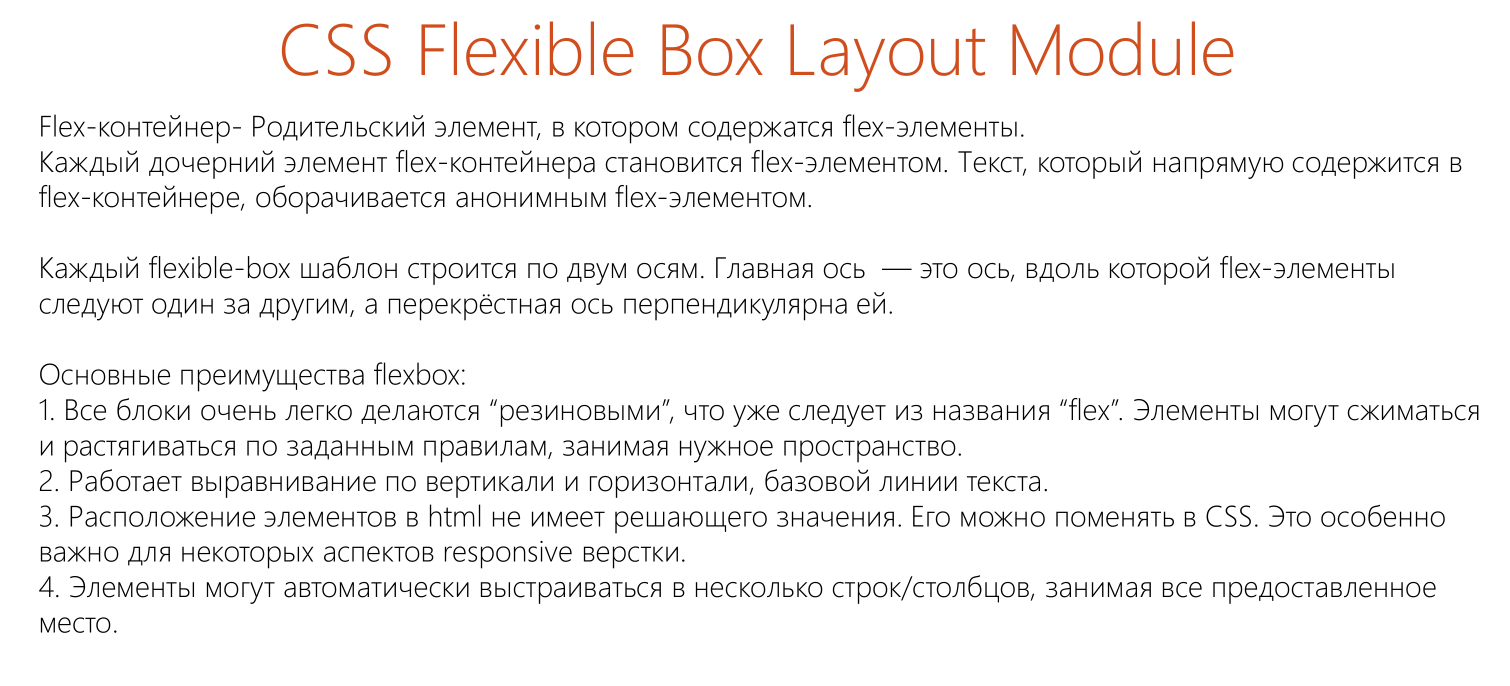 CSS Flexible Box Layout Module
Flex-контейнер- Родительский элемент, в котором содержатся flex-элементы.
Каждый дочерний элемент flex-контейнера становится flex-элементом. Текст, который напрямую содержится в
flex-контейнере, оборачивается анонимным flex-элементом.
Каждый flexible-box шаблон строится по двум осям. Главная ось  — это ось, вдоль которой flex-элементы
следуют один за другим, а перекрёстная ось перпендикулярна ей.
Основные преимущества flexbox:
1. Все блоки очень легко делаются “резиновыми”, что уже следует из названия “flex”. Элементы могут сжиматься
и растягиваться по заданным правилам, занимая нужное пространство.
2. Работает выравнивание по вертикали и горизонтали, базовой линии текста.
3. Расположение элементов в html не имеет решающего значения. Его можно поменять в CSS. Это особенно
важно для некоторых аспектов responsive верстки.
4. Элементы могут автоматически выстраиваться в несколько строк/столбцов, занимая все предоставленное
место.